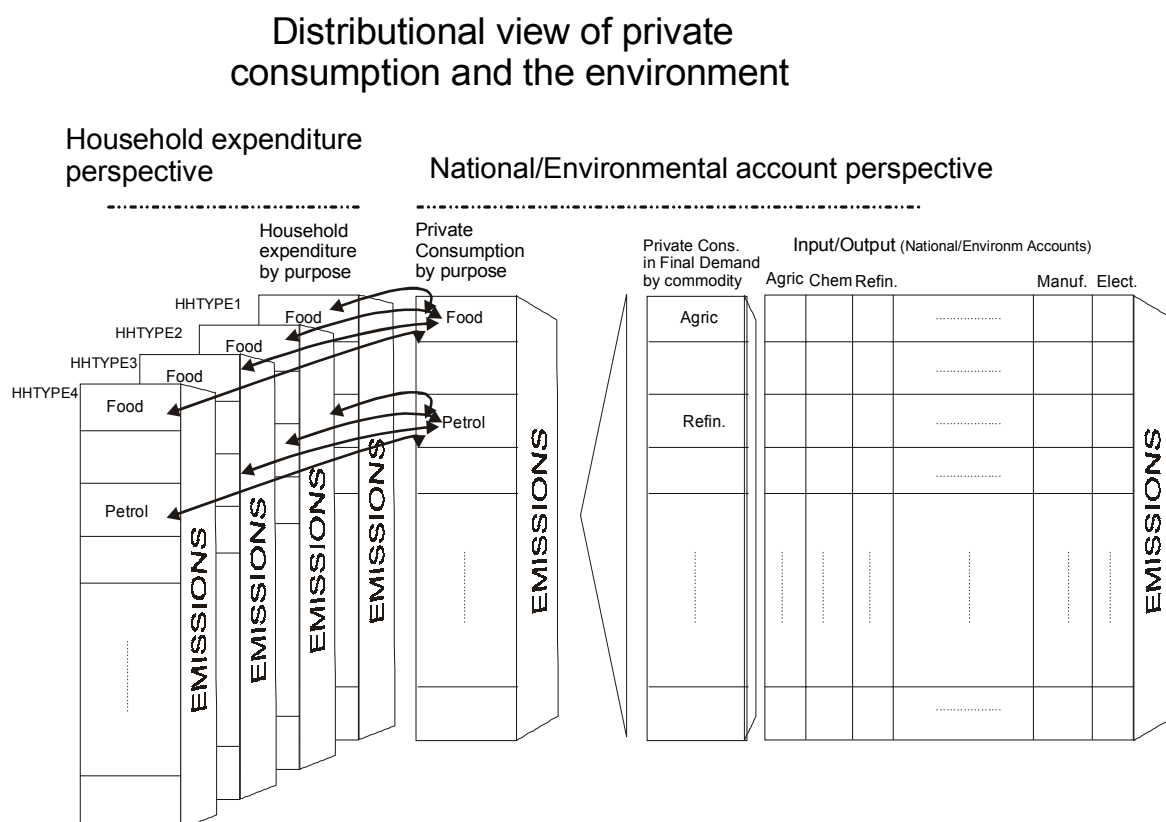 Distributional view of private
consumption and the environment
Household expenditure
perspective
National/Environmental account perspective
Household
expenditure
by purpose
Private
Consumption
by purpose
Private Cons.
in Final Demand
by commodity
Input/Output (National/Environm Accounts)
Agric Chem Refin. Manuf. Elect.
HHTYPE1
HHTYPE2
HHTYPE3
HHTYPE4
Food
Food
Food
Food
Petrol
EMISSIONS
EMISSIONS
EMISSIONS
EMISSIONS
Food
Petrol
EMISSIONS
Agric
Refin.
EMISSIONS